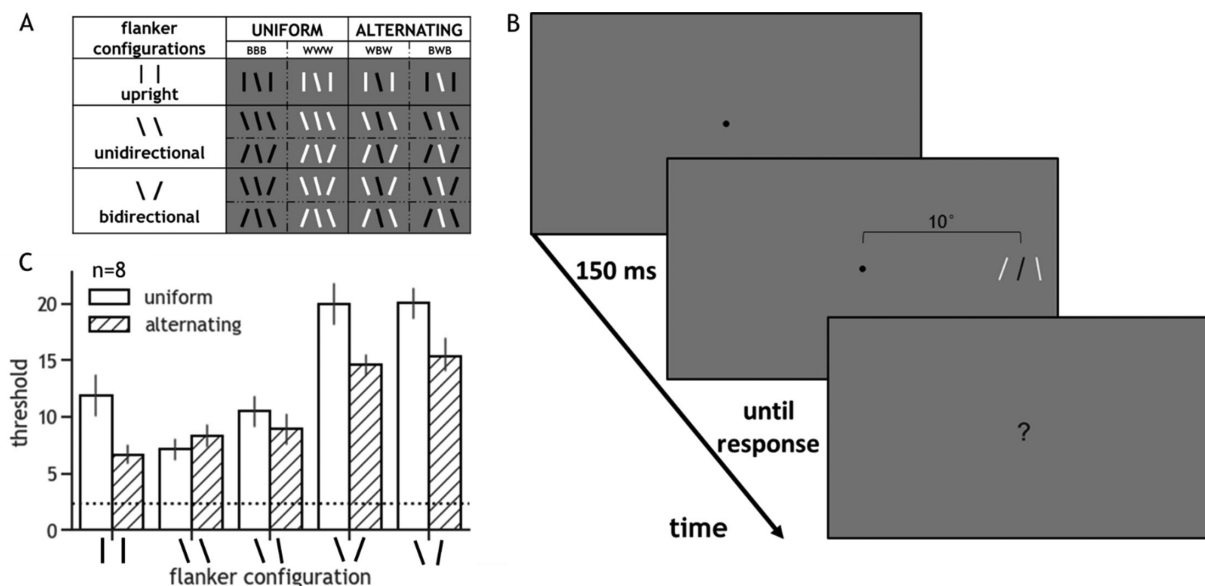 A
flanker configurations UNIFORM ALTERNATING
BBB WWW WBW BWB
upright
unidirectional
bidirectional
B
10°
150 ms
until
response
?
time
C
n=8
uniform
alternating
threshold
20
15
10
5
0
flanker configuration